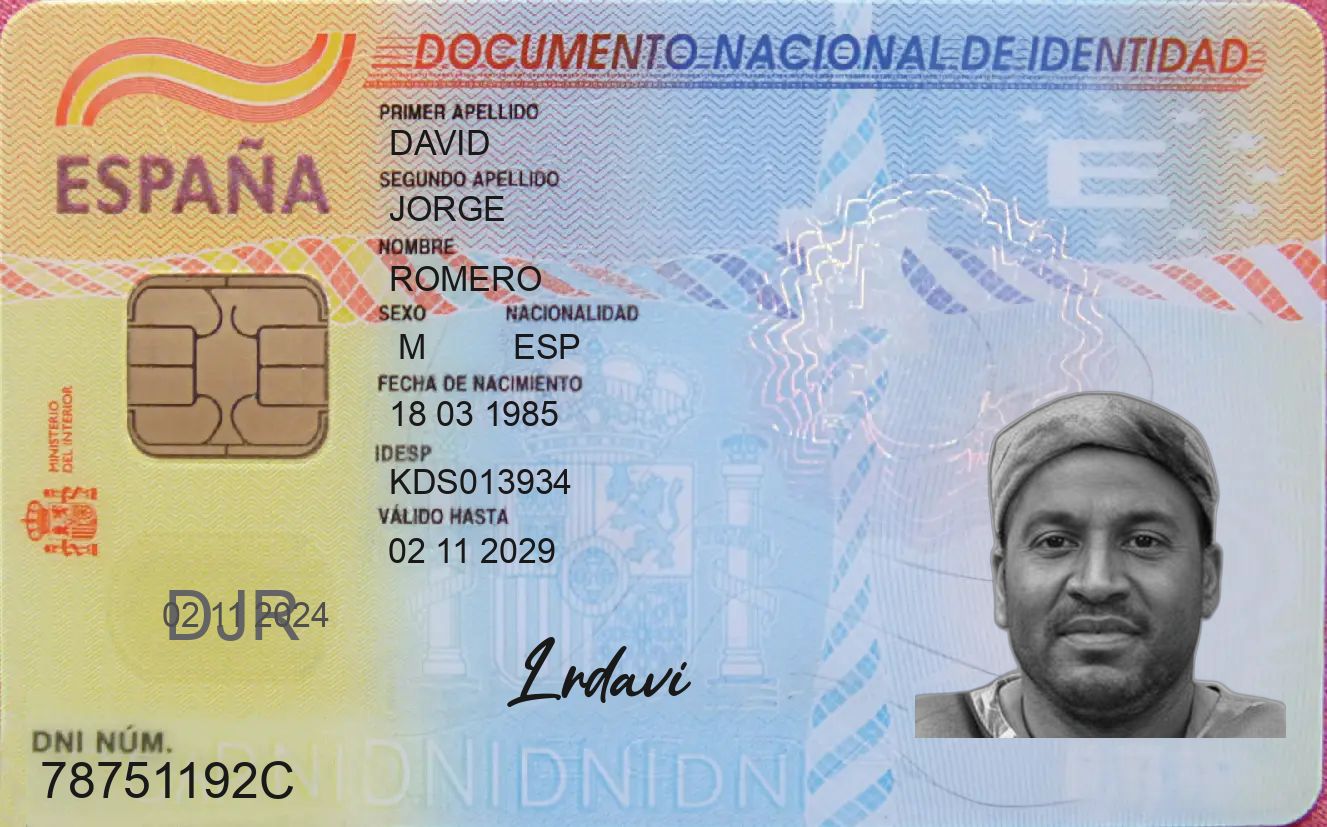 DOCUMENTO NACIONAL DE IDENTIDAD
ESPAÑA
PRIMER APELLIDO
DAVID
SEGUNDO APELLIDO
JORGE
NOMBRE
ROMERO
SEXO NACIONALIDAD
M ESP
FECHA DE NACIMIENTO
18 03 1985
IDESP
KDS013934
VÁLIDO HASTA
02 11 2029
MINISTERIO
DEL INTERIOR
E
DJR
02 11 2024
Lrdavi
DNI NÚM.
78751192C
DNIDNIDNIDNI